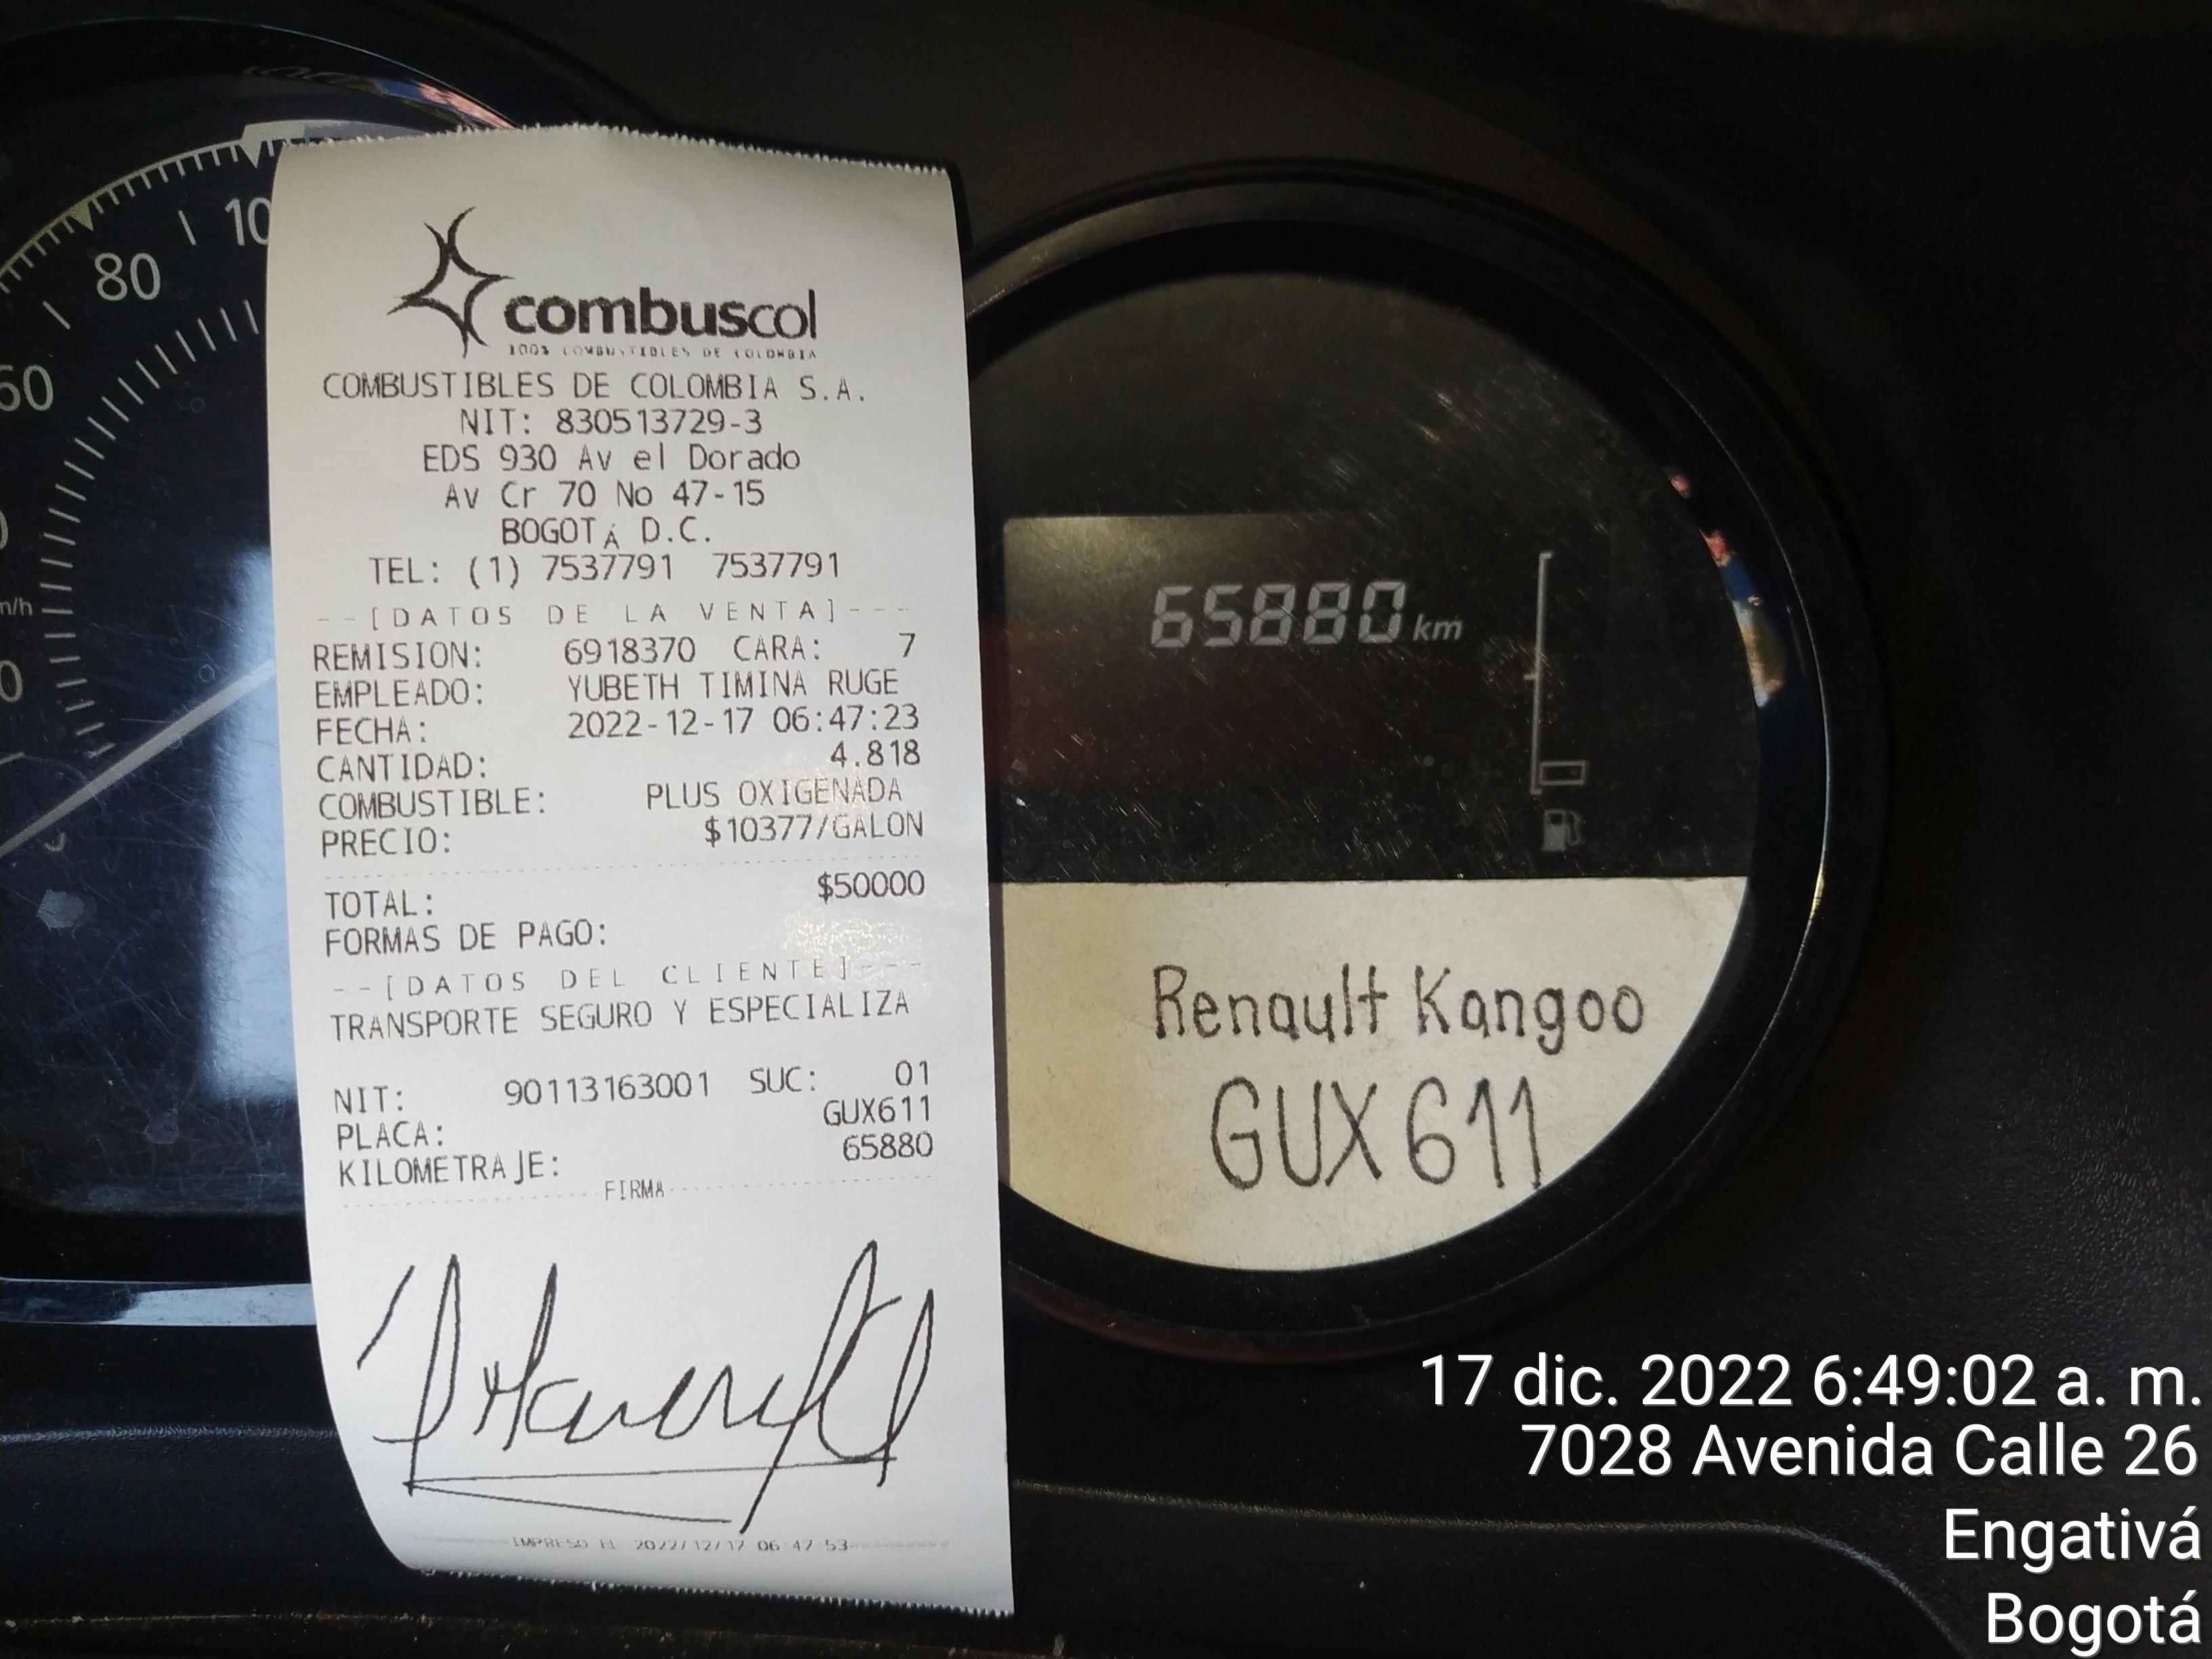 combuscol
100% COMBUSTIBLES DE COLOMBIA
COMBUSTIBLES DE COLOMBIA S.A.
NIT: 830513729-3
EDS 930 Av el Dorado
Av Cr 70 No 47-15
BOGOTÁ D.C.
TEL: (1) 7537791 7537791
--[DATOS DE LA VENTA]---
REMISION: 6918370 CARA: 7
EMPLEADO: YUBETH TIMINA RUGE
FECHA: 2022-12-17 06:47:23
CANTIDAD: 4.818
COMBUSTIBLE: PLUS OXIGENADA
PRECIO: $10377/GALON
TOTAL: $50000
FORMAS DE PAGO:
--[DATOS DEL CLIENTE]---
TRANSPORTE SEGURO Y ESPECIALIZA
NIT: 90113163001 SUC: 01
PLACA: GUX611
KILOMETRAJE: 65880
FIRMA
IMPRESO EL 2022/12/17 06:47:53
80
60
65880 km
Renault Kangoo
GUX 611
17 dic. 2022 6:49:02 a. m.
7028 Avenida Calle 26
Engativá
Bogotá